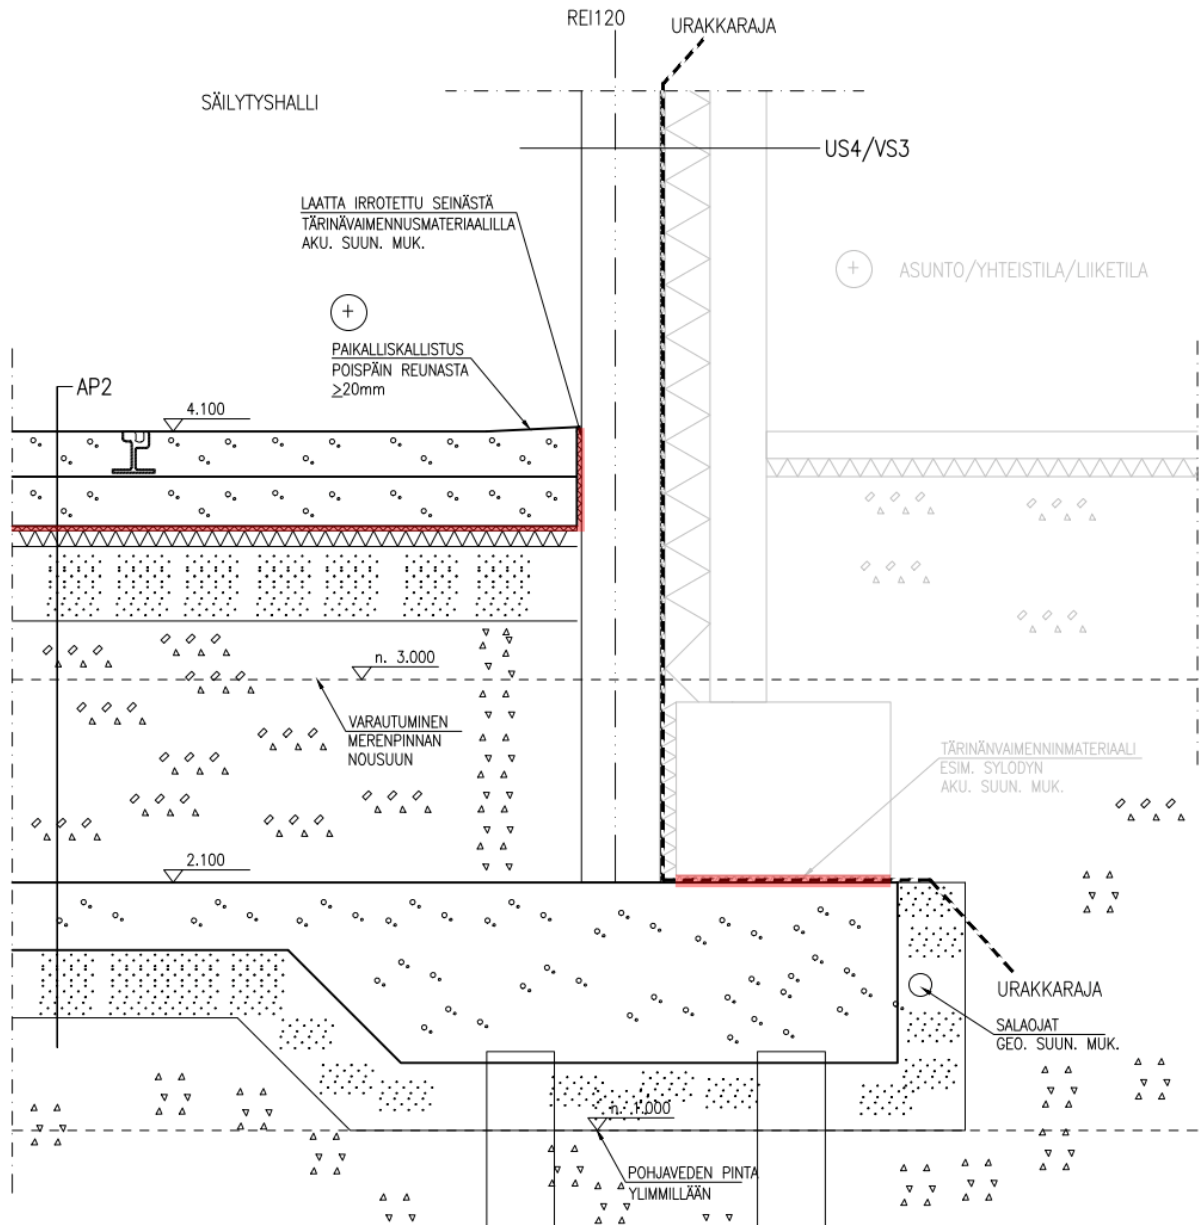 REI120
URAKKARAJA
SÄILYTYSHALLI
US4/VS3
LAATTA IRROTETTU SEINÄSTÄ
TÄRINÄVAIMENNUSMATERIAALILLA
AKU. SUUN. MUK.
+
ASUNTO/YHTEISTILA/LIIKETILA
+
PAIKALLISKALLISTUS
POISPÄIN REUNASTA
≥20mm
AP2
4.100
n. 3.000
VARAUTUMINEN
MERENPINNAN
NOUSUUN
TÄRINÄNVAIMENNINMATERIAALI
ESIM. SYLODYN
AKU. SUUN. MUK.
2.100
URAKKARAJA
SALAOJAT
GEO. SUUN. MUK.
n. 1.000
POHJAVEDEN PINTA
YLIMMILLÄÄN